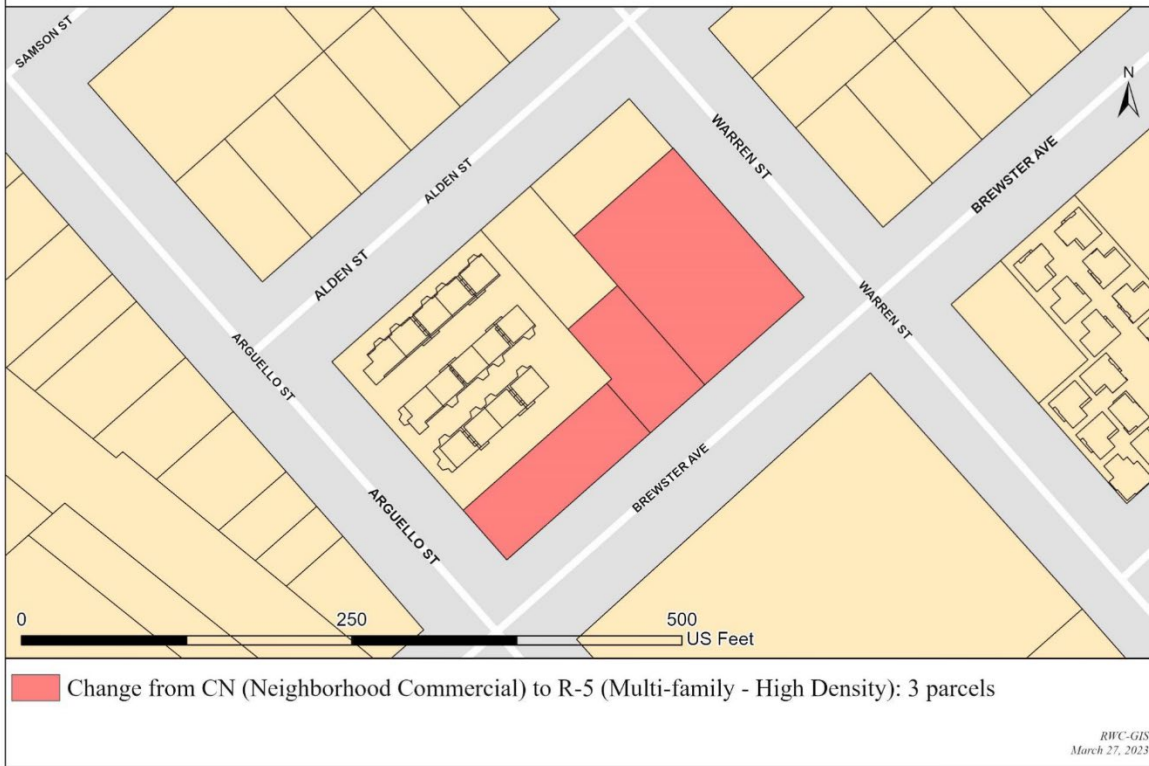 SAMSON ST
N
WARREN ST
BREWSTER AVE
ALDEN ST
ALDEN ST
WARREN ST
ARGUELLO ST
BREWSTER AVE
ARGUELLO ST
0 250 500
US Feet
Change from CN (Neighborhood Commercial) to R-5 (Multi-family - High Density): 3 parcels
RWC-GIS
March 27, 2023